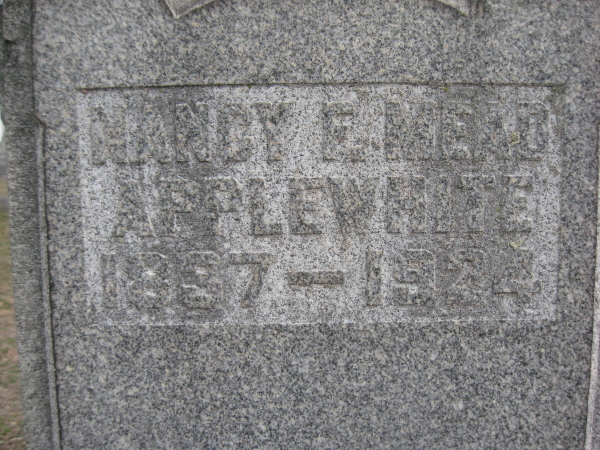 NANCY E. MEAD
APPLEWHITE
1837 — 1924